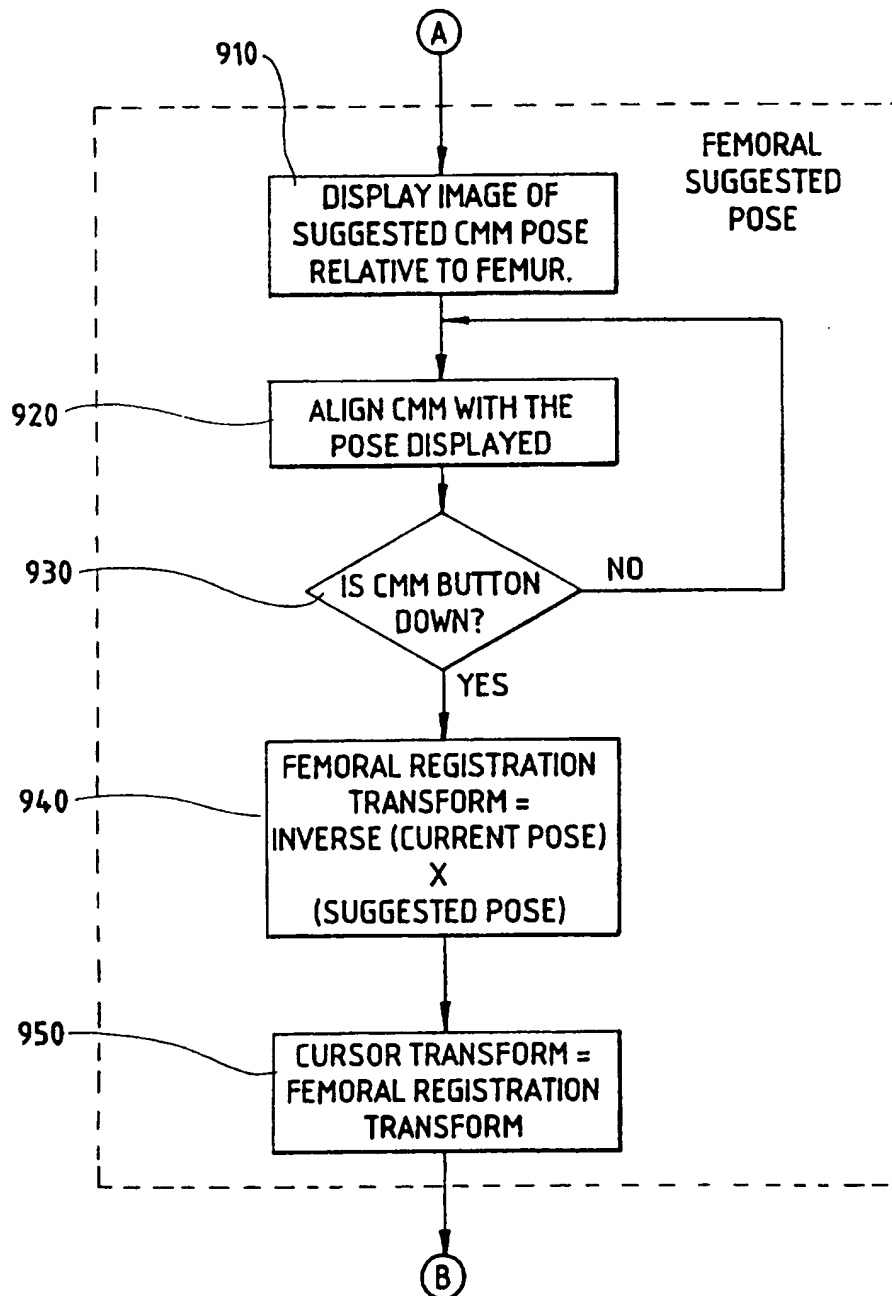 A
910
FEMORAL
SUGGESTED
POSE
DISPLAY IMAGE OF
SUGGESTED CMM POSE
RELATIVE TO FEMUR.
920
ALIGN CMM WITH THE
POSE DISPLAYED
930
IS CMM BUTTON
DOWN?
NO
YES
940
FEMORAL REGISTRATION
TRANSFORM =
INVERSE (CURRENT POSE)
X
(SUGGESTED POSE)
950
CURSOR TRANSFORM =
FEMORAL REGISTRATION
TRANSFORM
B